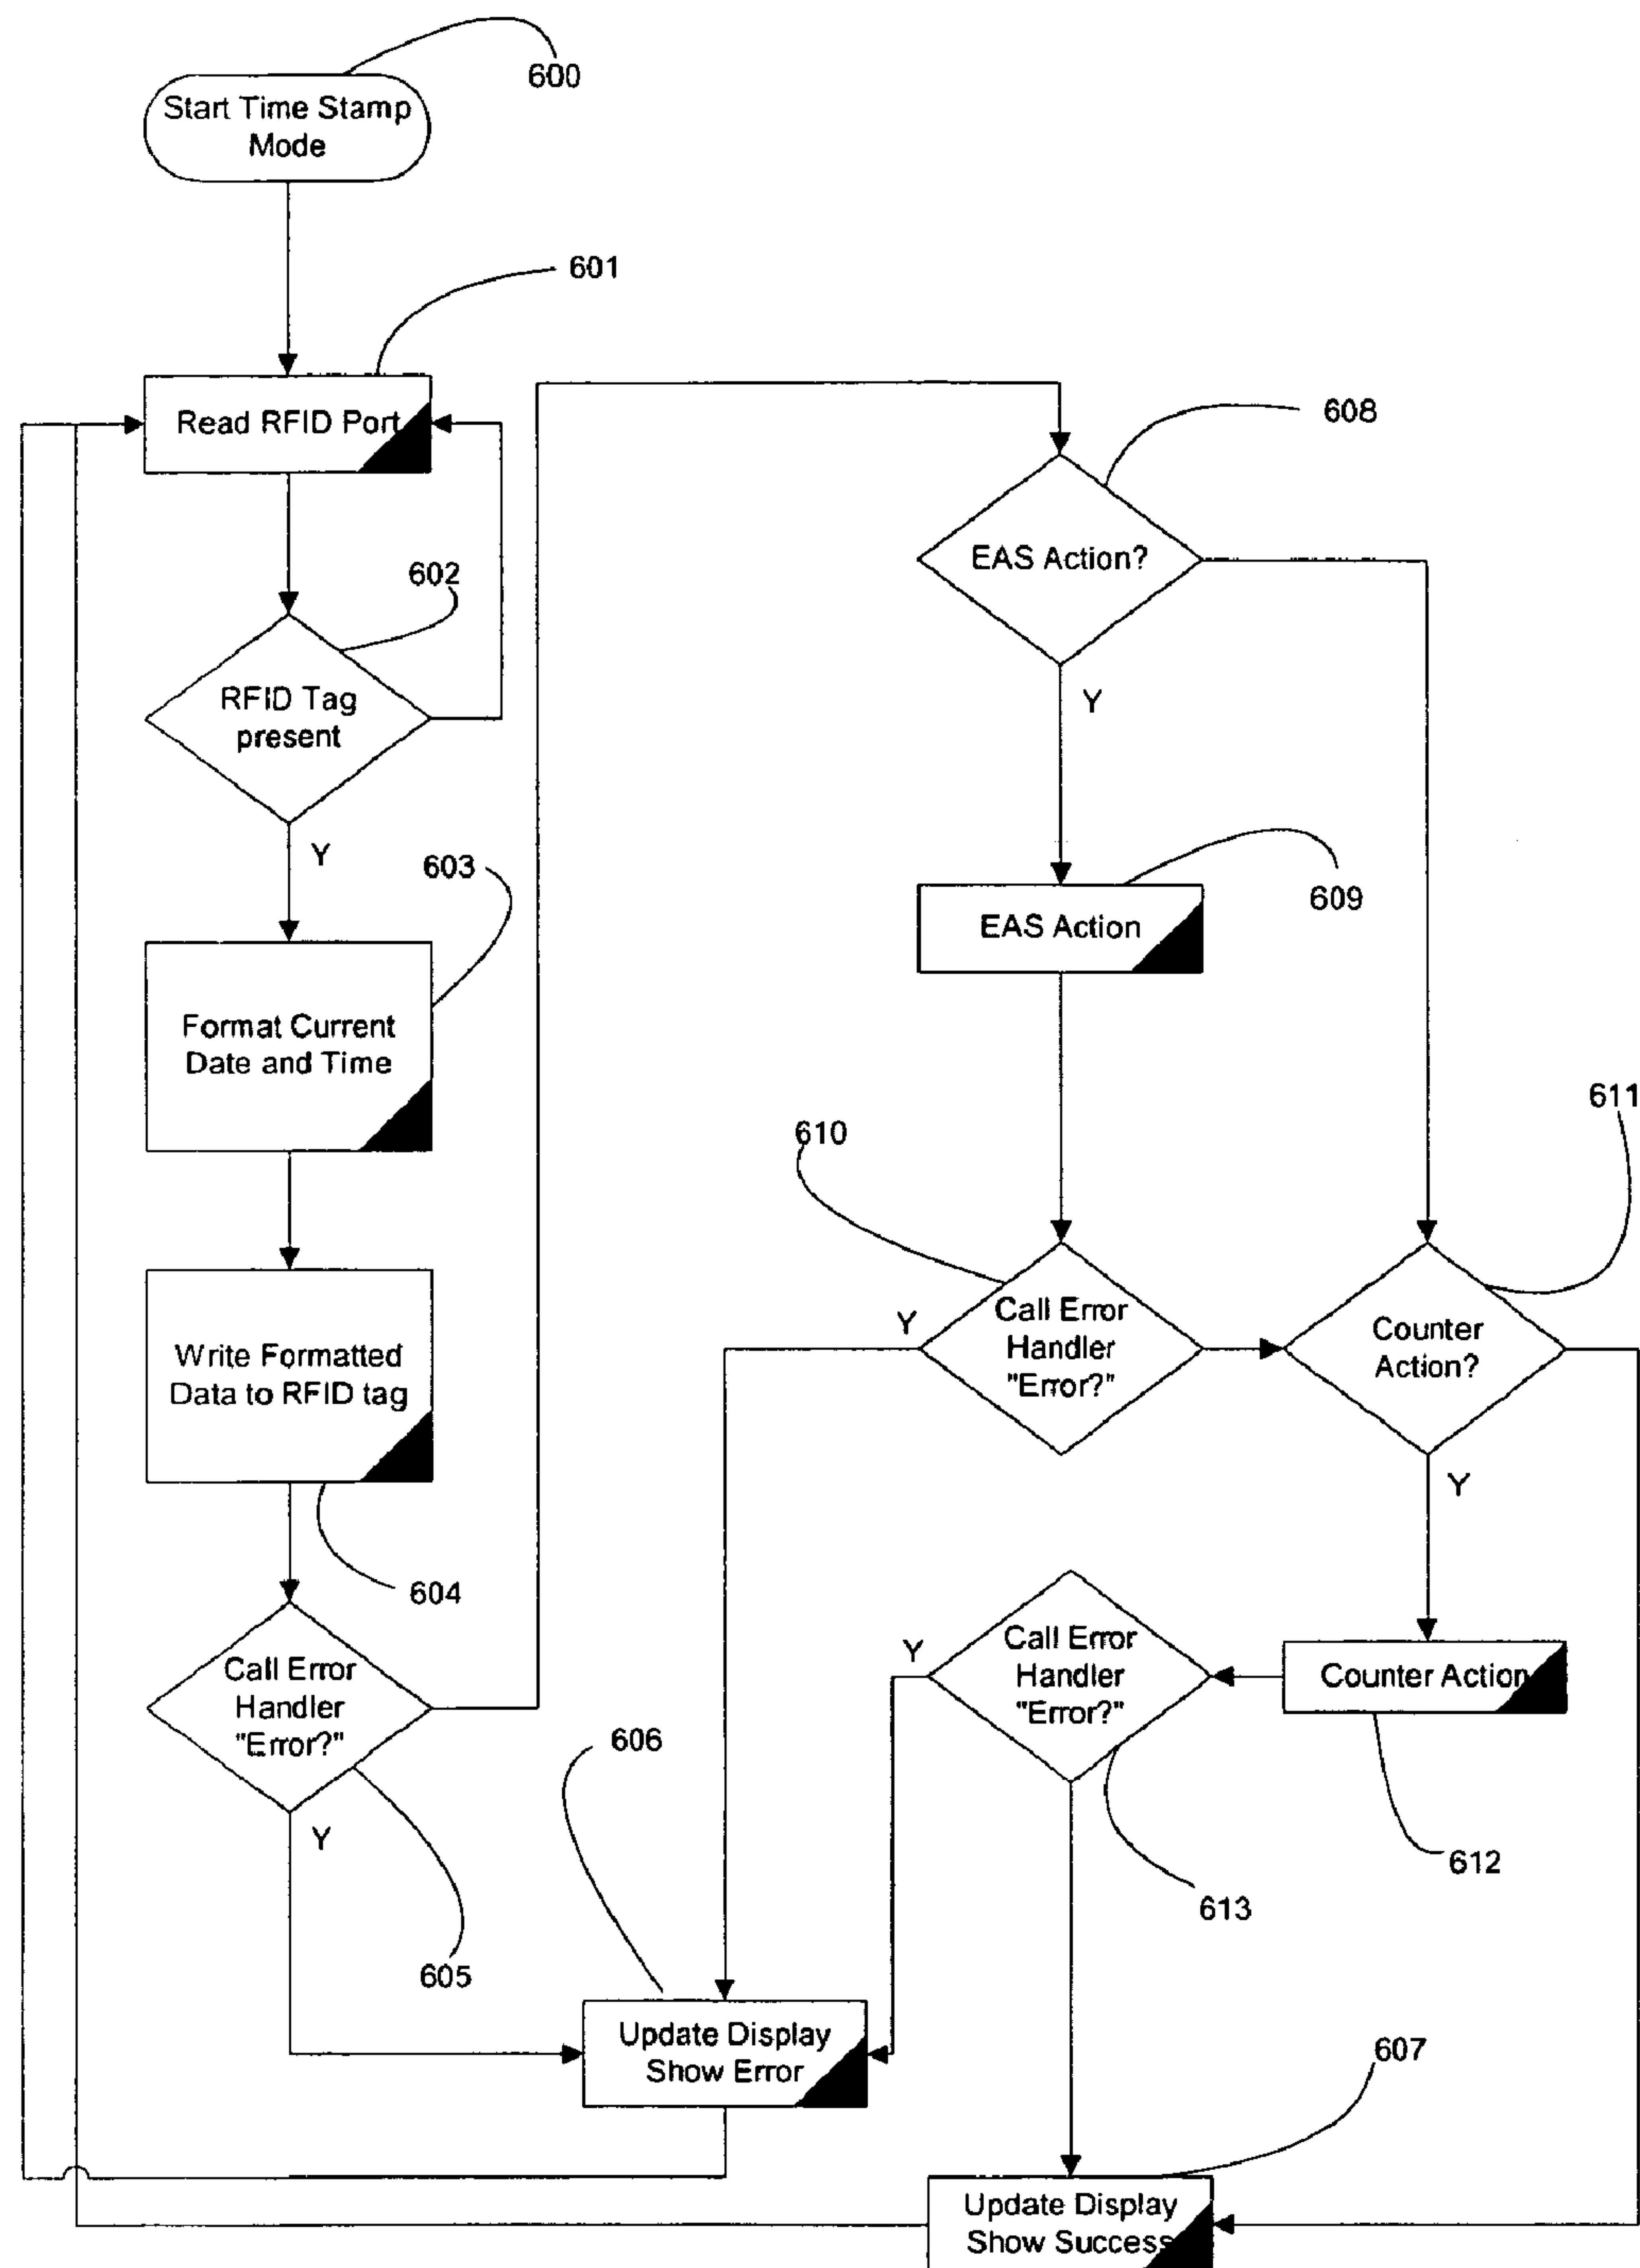 600
Start Time Stamp
Mode
601
Read RFID Port
602
RFID Tag
present
Y
603
Format Current
Date and Time
Write Formatted
Data to RFID tag
604
Call Error
Handler
"Error?"
Y
605
606
Update Display
Show Error
608
EAS Action?
Y
609
EAS Action
610
Y
Call Error
Handler
"Error?"
611
Counter
Action?
Y
Counter Action
612
Y
Call Error
Handler
"Error?"
613
607
Update Display
Show Success